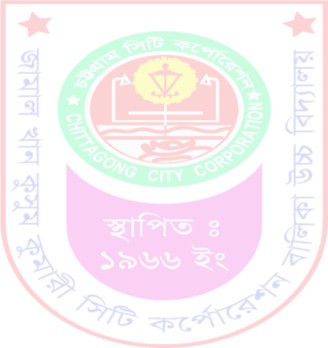 জামাল খান কুসুম কুমারী সিটি কর্পোরেশন বালিকা উচ্চ বিদ্যালয়
চট্টগ্রাম সিটি কর্পোরেশন
CHITTAGONG CITY CORPORATION
স্থাপিত ঃ
১৯৬৬ ইং